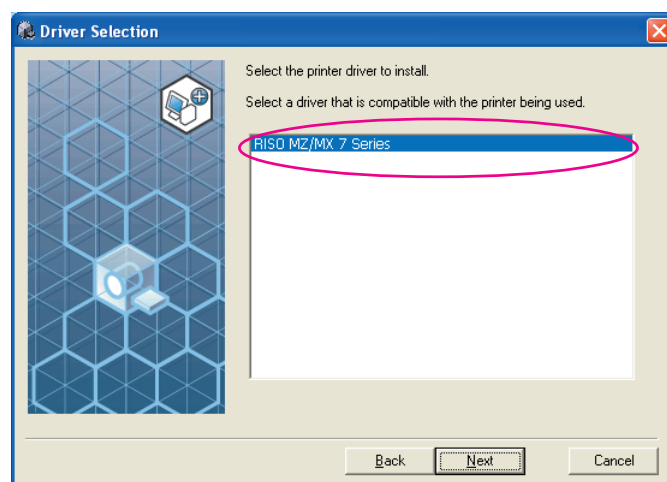 Driver Selection
Select the printer driver to install.
Select a driver that is compatible with the printer being used.
RISO MZ/MX 7 Series
Back Next Cancel